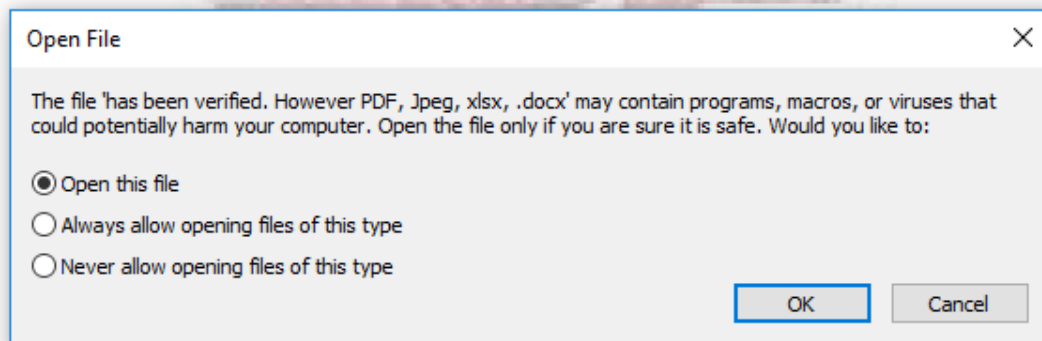 Open File
The file 'has been verified. However PDF, Jpeg, xlsx, .docx' may contain programs, macros, or viruses that
could potentially harm your computer. Open the file only if you are sure it is safe. Would you like to:
Open this file
Always allow opening files of this type
Never allow opening files of this type
OK Cancel